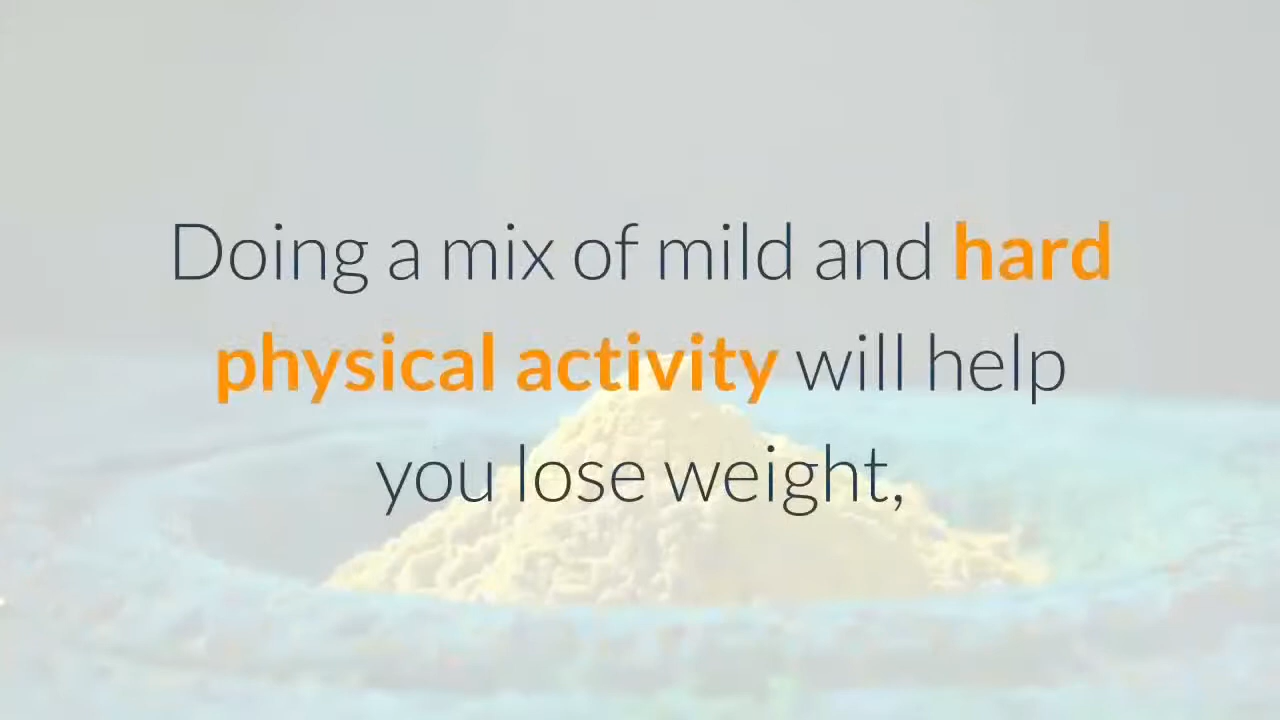 Doing a mix of mild and hard
physical activity will help
you lose weight,